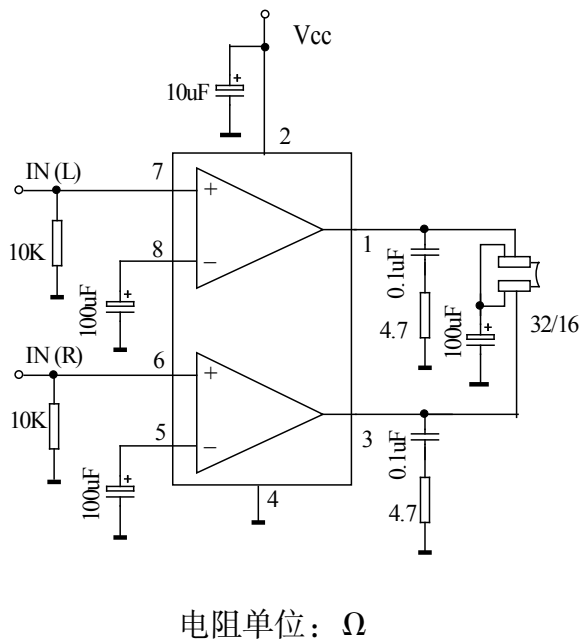 Vcc
10uF
2
IN (L)
7
10K
8
100uF
1
0.1uF
4.7
100uF
32/16
IN (R)
6
10K
5
100uF
3
0.1uF
4.7
4
电阻单位：Ω